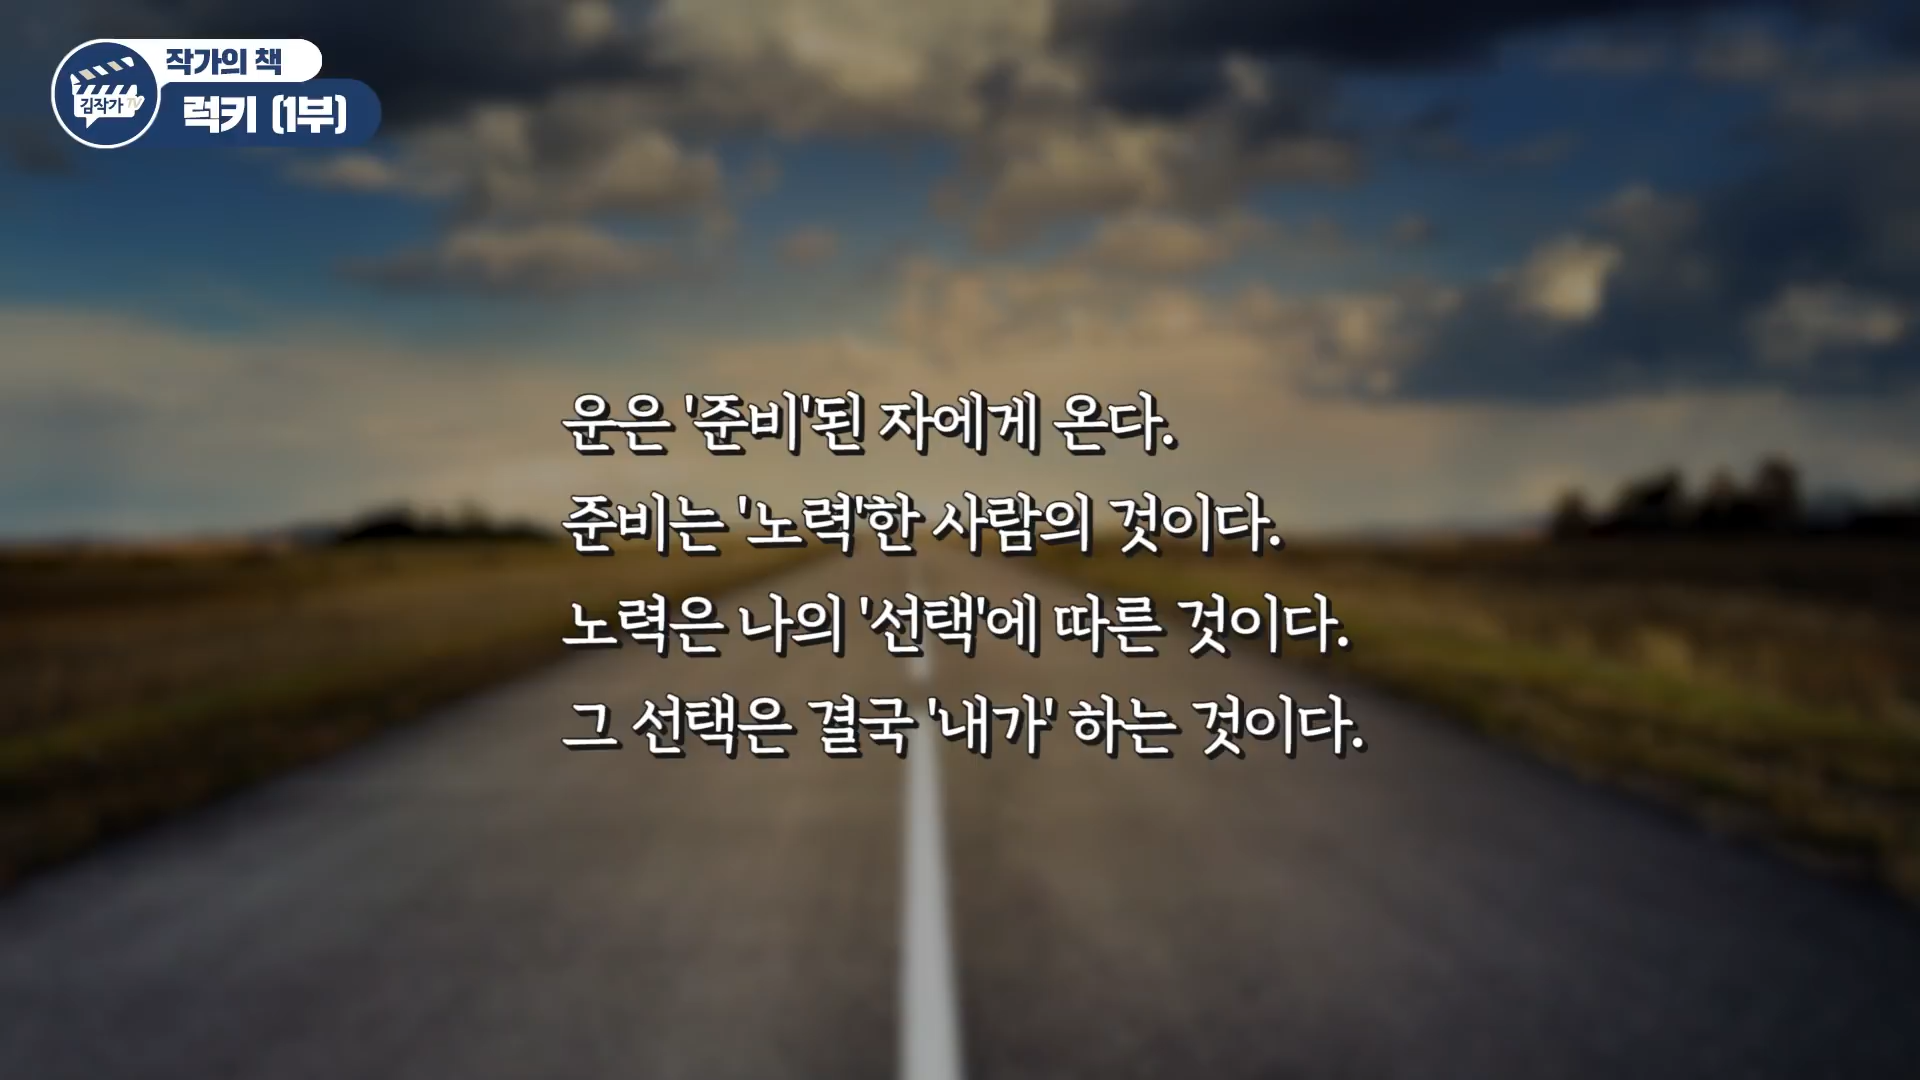 작가의 책
김작가 TV
럭키 (1부)
운은 '준비'된 자에게 온다.
준비는 '노력'한 사람의 것이다.
노력은 나의 '선택'에 따른 것이다.
그 선택은 결국 '내가' 하는 것이다.